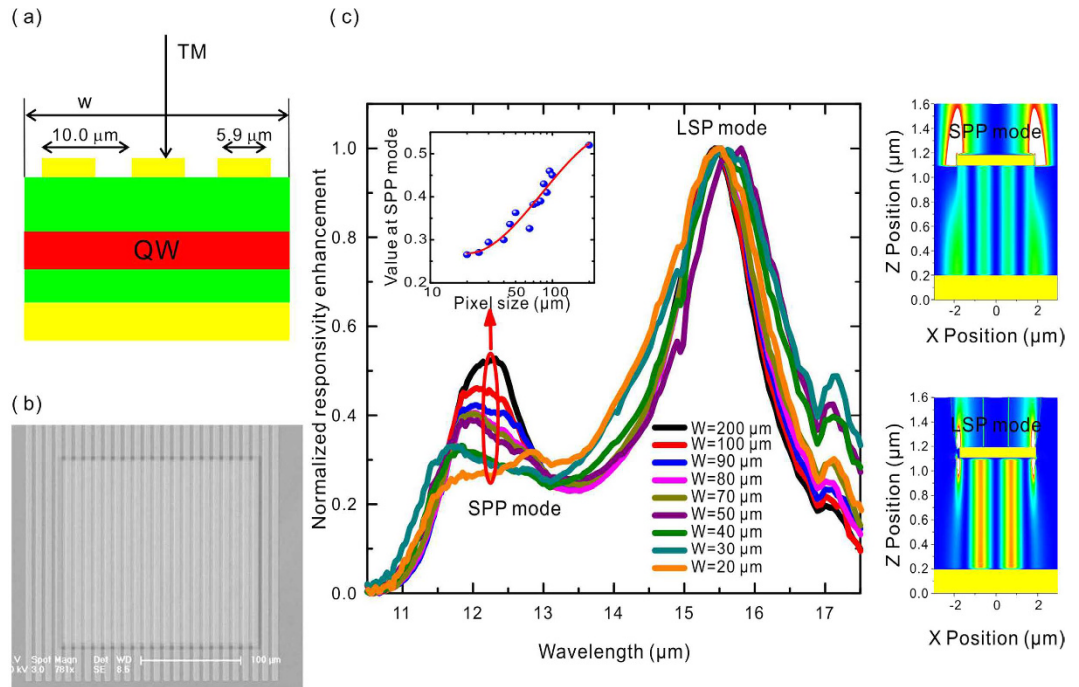 ( a )
TM
W
10.0 μm
5.9 μm
QW
( b )
V Spot Magn Det WD
0 kV 3.0 781x SE 8.5
100 μm
( c )
Normalized responsivity enhancement
1.0
0.8
0.6
0.4
0.2
0.0
Value at SPP mode
0.5
0.4
0.3
0.2
10 50 100
Pixel size (μm)
LSP mode
SPP mode
W=200 μm
W=100 μm
W=90 μm
W=80 μm
W=70 μm
W=50 μm
W=40 μm
W=30 μm
W=20 μm
11 12 13 14 15 16 17
Wavelength (μm)
SPP mode
Z Position (μm)
1.6
1.4
1.2
1.0
0.8
0.6
0.4
0.2
0.0
-2 0 2
X Position (μm)
LSP mode
Z Position (μm)
1.6
1.4
1.2
1.0
0.8
0.6
0.4
0.2
0.0
-2 0 2
X Position (μm)